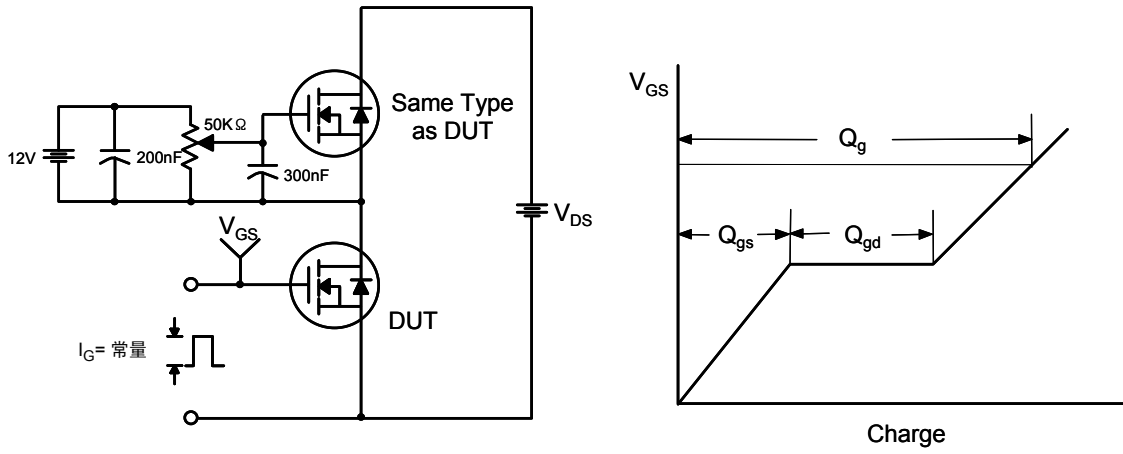 12V
200nF
50KΩ
300nF
Same Type
as DUT
V_DS
V_GS
DUT
I_G= 常量
V_GS
Q_g
Q_gs
Q_gd
Charge